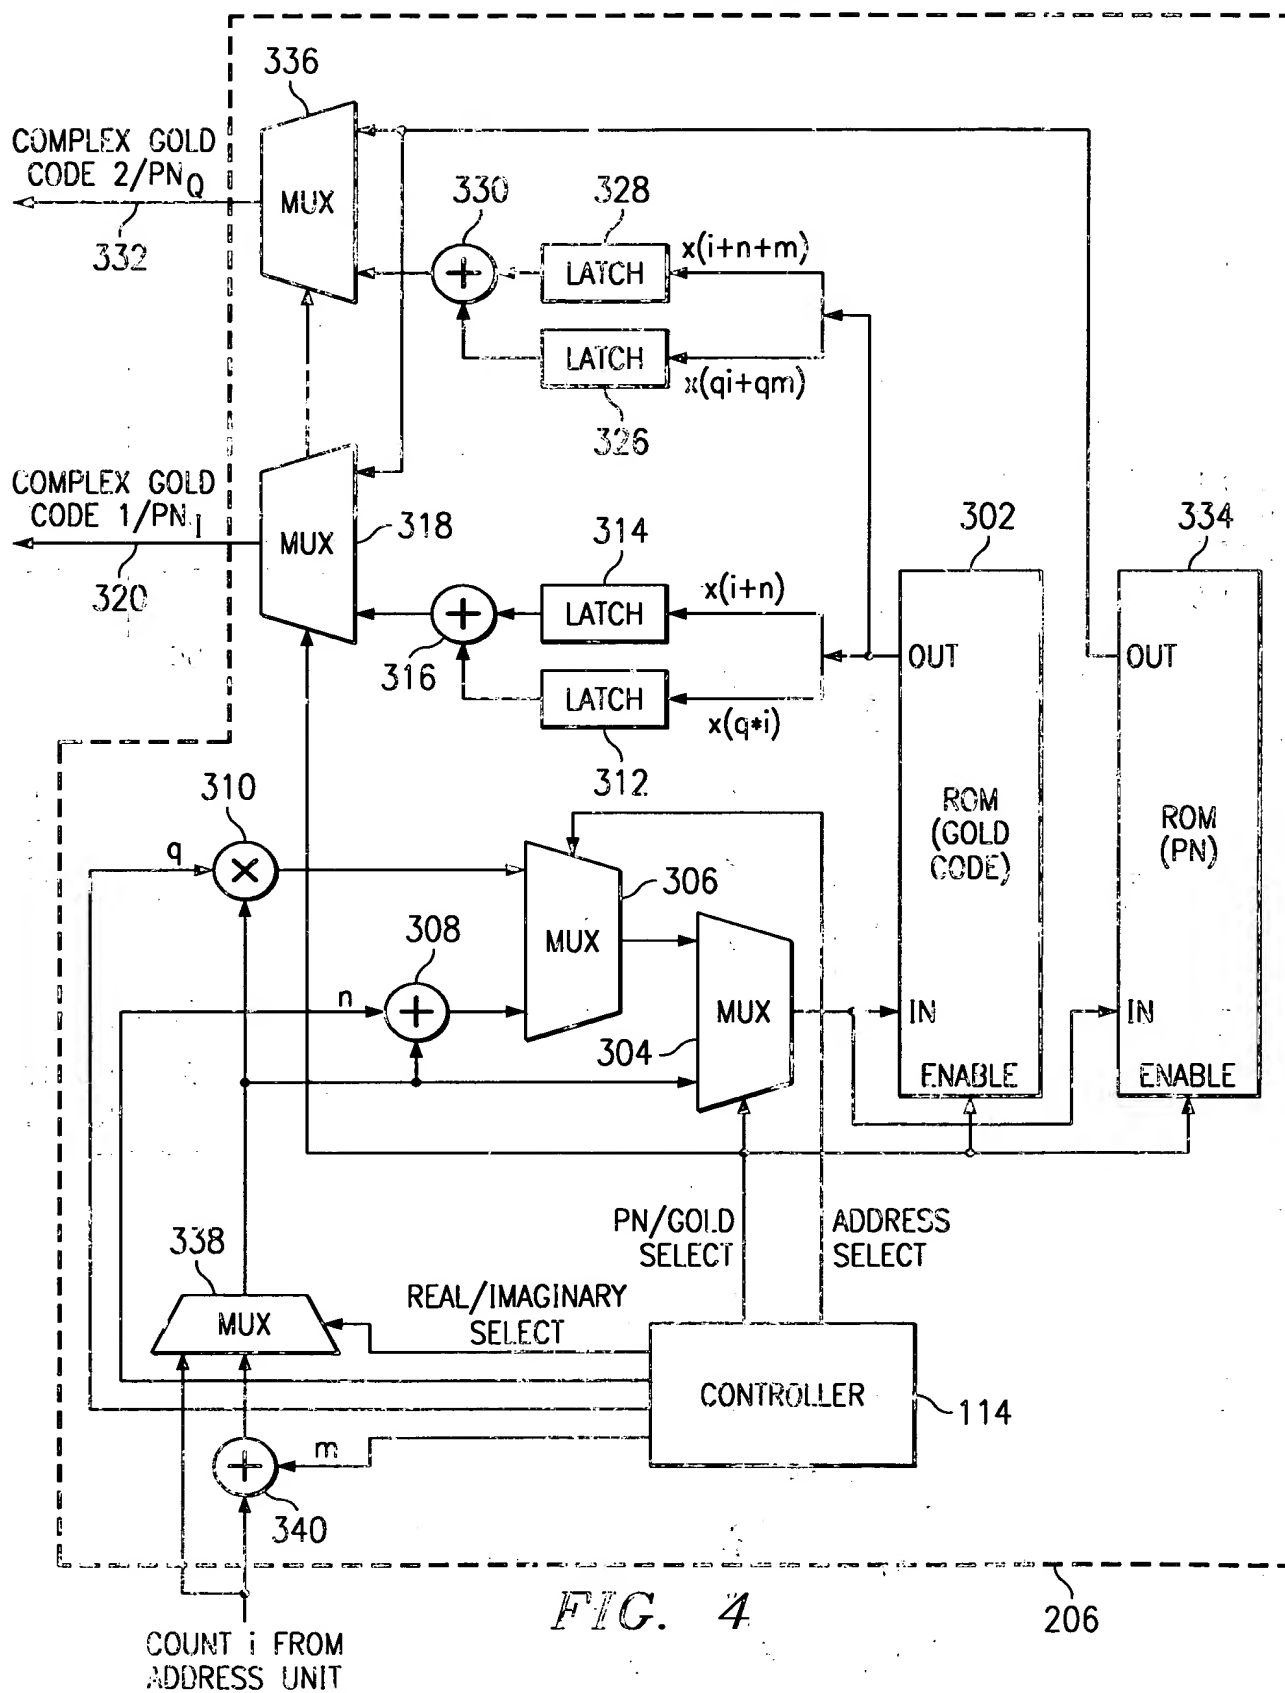 336
COMPLEX GOLD
CODE 2/PNQ
332
MUX
330
328
LATCH
x(i+n+m)
LATCH
x(qi+qm)
326
COMPLEX GOLD
CODE 1/PNI
320
MUX
318
314
LATCH
x(i+n)
316
LATCH
x(q*i)
312
302
334
OUT
OUT
ROM
(GOLD
CODE)
ROM
(PN)
IN
IN
ENABLE
ENABLE
310
q
306
MUX
308
n
304
MUX
PN/GOLD
SELECT
ADDRESS
SELECT
338
MUX
REAL/IMAGINARY
SELECT
CONTROLLER
114
m
340
COUNT i FROM
ADDRESS UNIT
FIG. 4
206